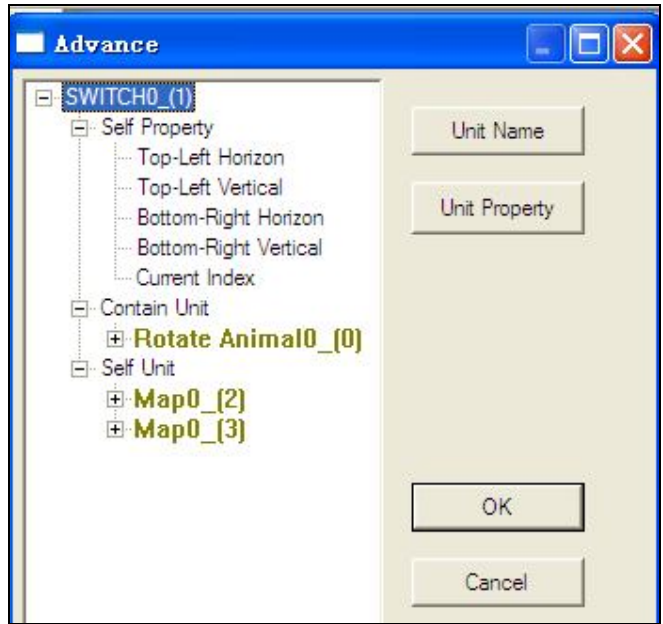 Advance
SWITCH0_(1)
Self Property
Top-Left Horizon
Top-Left Vertical
Bottom-Right Horizon
Bottom-Right Vertical
Current Index
Contain Unit
Rotate Animal0_(0)
Self Unit
Map0_(2)
Map0_(3)
Unit Name
Unit Property
OK
Cancel